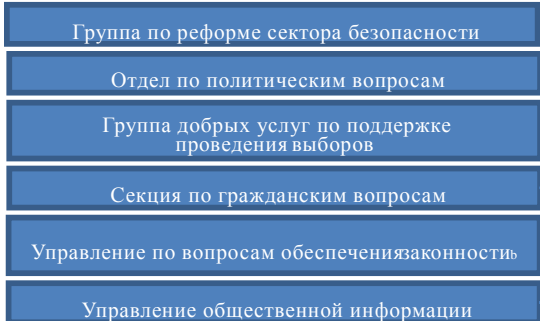 Группа по реформе сектора безопасности
Отдел по политическим вопросам
Группа добрых услуг по поддержке
проведения выборов
Секция по гражданским вопросам
Управление по вопросам обеспечениязаконностиb
Управление общественной информации